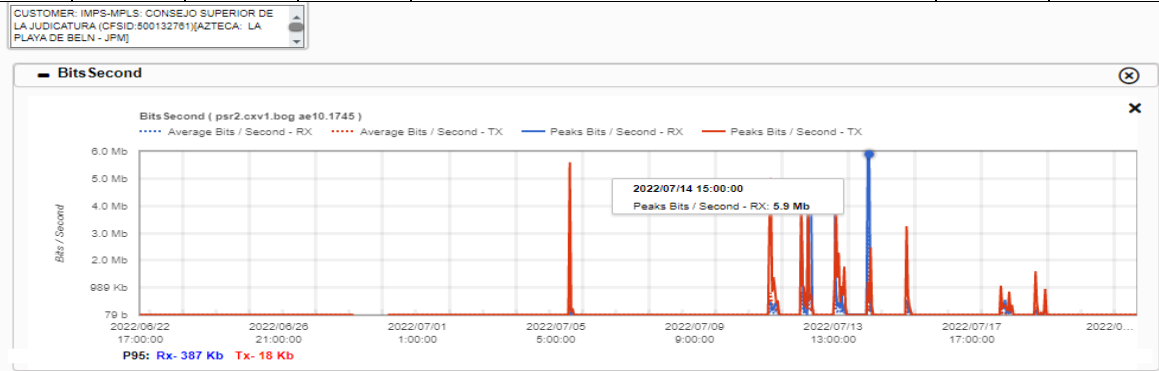 CUSTOMER: IMPS-MPLS: CONSEJO SUPERIOR DE
LA JUDICATURA (CFSID:500132761)[AZTECA: LA
PLAYA DE BELN - JPM]
Bits Second
Bits Second ( psr2.cxv1.bog ae10.1745 )
Average Bits / Second - RX Average Bits / Second - TX Peaks Bits / Second - RX Peaks Bits / Second - TX
6.0 Mb
5.0 Mb
4.0 Mb
3.0 Mb
2.0 Mb
989 kb
79 b
Bits / Second
2022/07/14 15:00:00
Peaks Bits / Second - RX: 5.9 Mb
2022/06/22 2022/06/26 2022/07/01 2022/07/05 2022/07/09 2022/07/13 2022/07/17 2022/0...
17:00:00 21:00:00 1:00:00 5:00:00 9:00:00 13:00:00 17:00:00
P95: Rx- 387 Kb Tx- 18 Kb